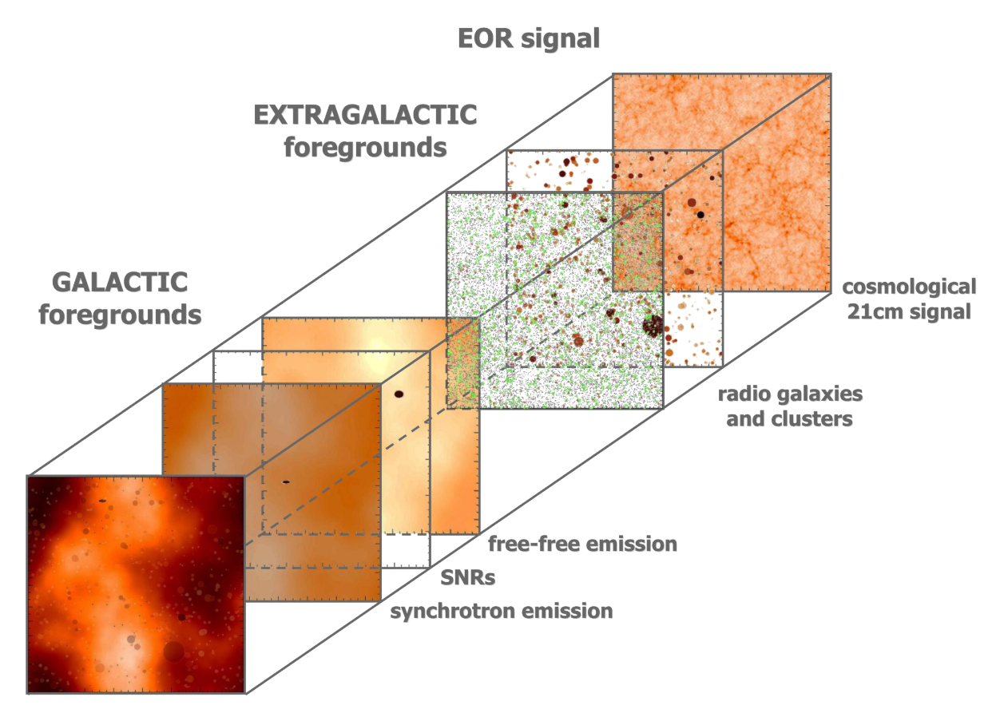 EOR signal
EXTRAGALACTIC
foregrounds
GALACTIC
foregrounds
cosmological
21cm signal
radio galaxies
and clusters
free-free emission
SNRs
synchrotron emission